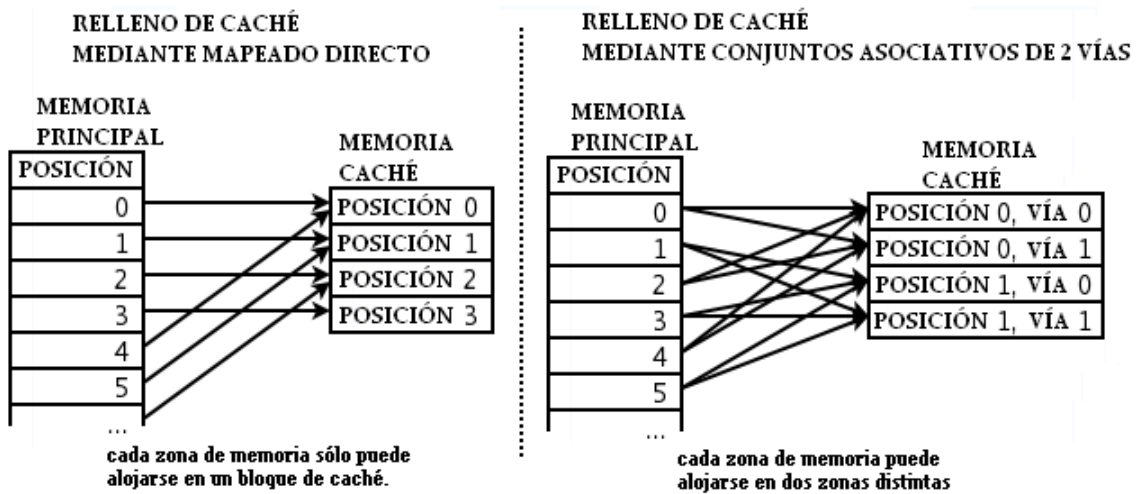 RELLENO DE CACHÉ
MEDIANTE MAPEADO DIRECTO
MEMORIA
PRINCIPAL
POSICIÓN
0
1
2
3
4
5
...
MEMORIA
CACHÉ
POSICIÓN 0
POSICIÓN 1
POSICIÓN 2
POSICIÓN 3
cada zona de memoria sólo puede
alojarse en un bloque de caché.
RELLENO DE CACHÉ
MEDIANTE CONJUNTOS ASOCIATIVOS DE 2 VÍAS
MEMORIA
PRINCIPAL
POSICIÓN
0
1
2
3
4
5
...
MEMORIA
CACHÉ
POSICIÓN 0, VÍA 0
POSICIÓN 0, VÍA 1
POSICIÓN 1, VÍA 0
POSICIÓN 1, VÍA 1
cada zona de memoria puede
alojarse en dos zonas distintas